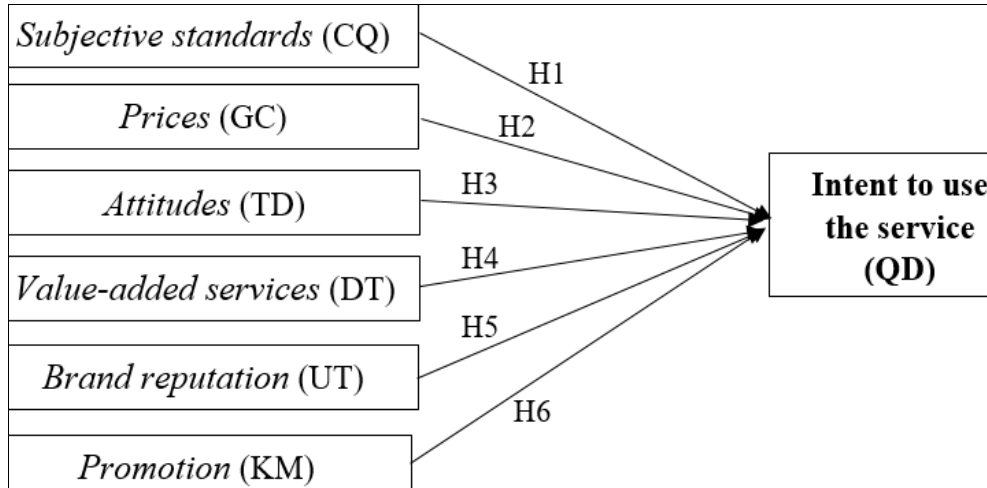 Subjective standards (CQ)
H1
Prices (GC)
H2
Attitudes (TD)
H3
Intent to use
the service
(QD)
Value-added services (DT)
H4
Brand reputation (UT)
H5
Promotion (KM)
H6